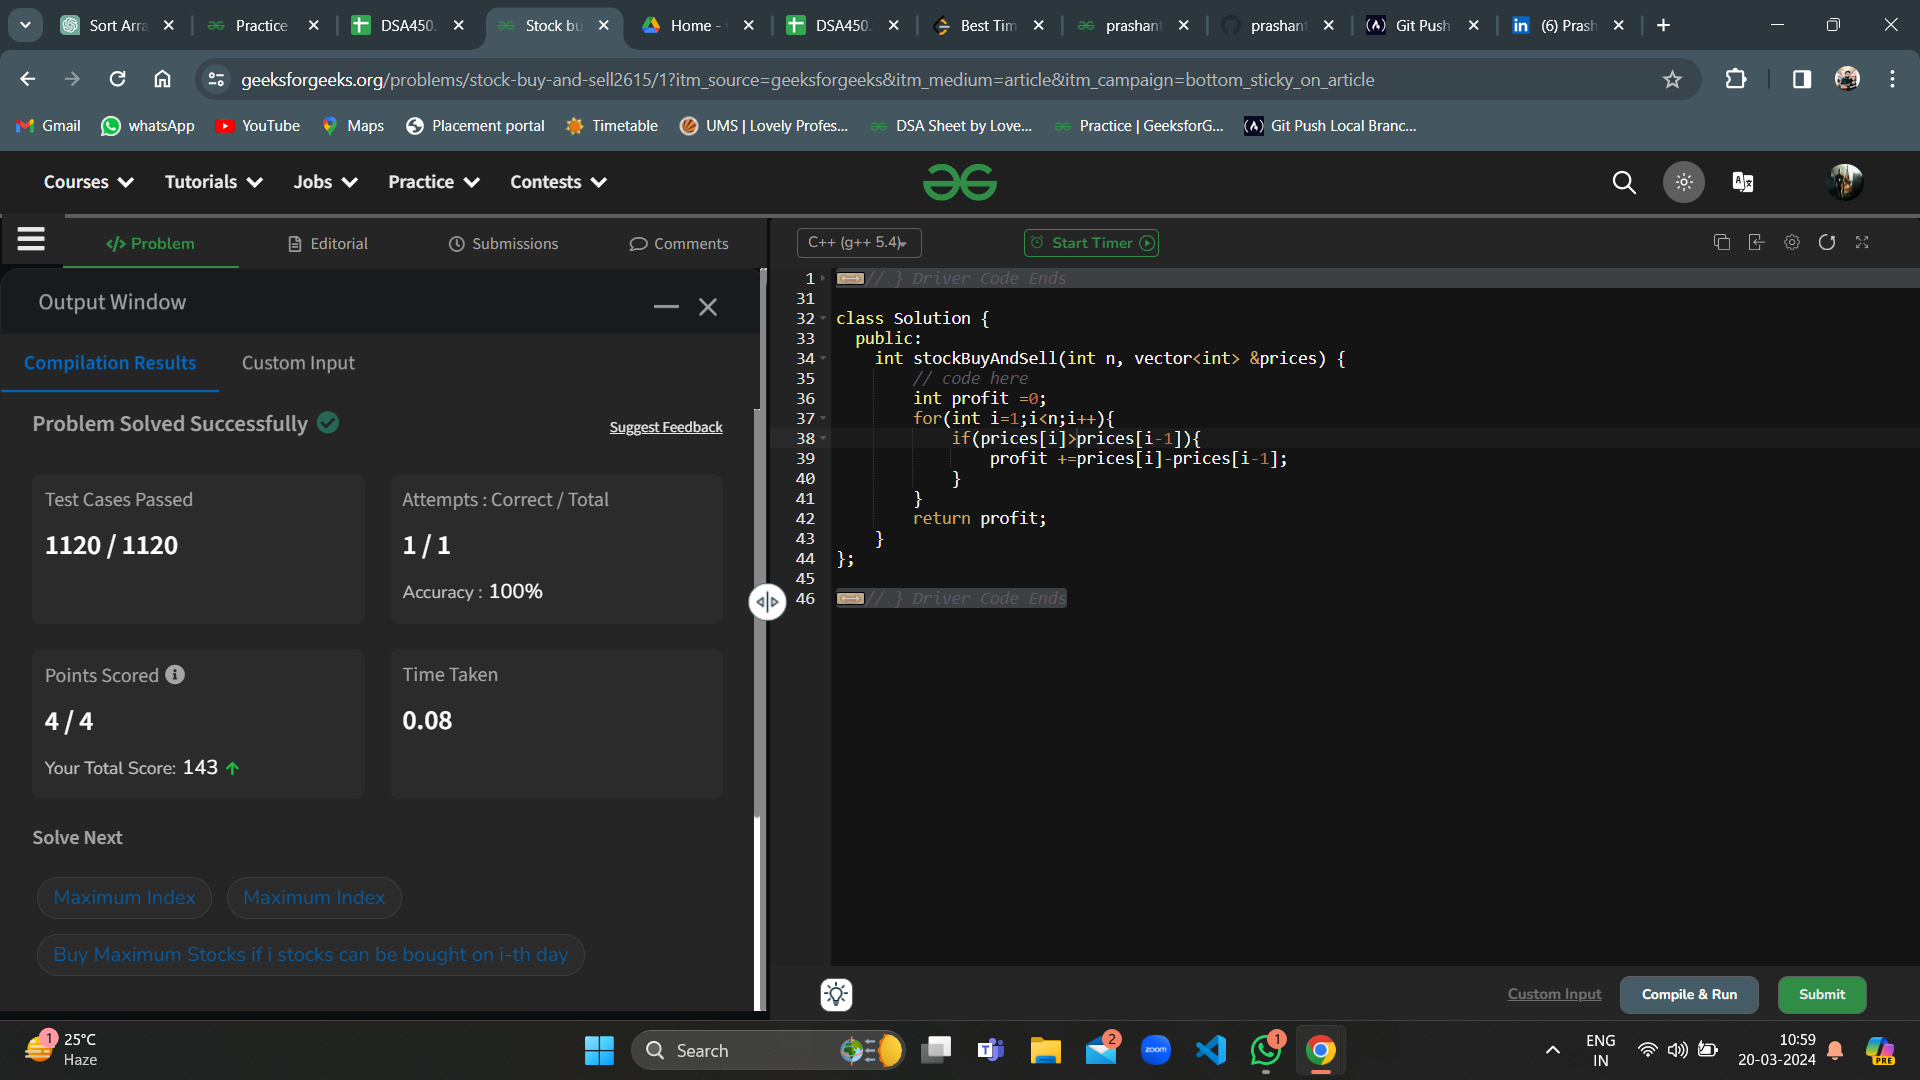 Sort Arra
Practice
DSA450.
Stock bu
Home -
DSA450.
Best Tim
prashant
prashant
Git Push
(6) Prash
geeksforgeeks.org/problems/stock-buy-and-sell2615/1?itm_source=geeksforgeeks&itm_medium=article&itm_campaign=bottom_sticky_on_article
Gmail
whatsApp
YouTube
Maps
Placement portal
Timetable
UMS | Lovely Profes...
DSA Sheet by Love...
Practice | GeeksforG...
Git Push Local Branc...
Courses
Tutorials
Jobs
Practice
Contests
Problem
Editorial
Submissions
Comments
Output Window
Compilation Results
Custom Input
Problem Solved Successfully
Suggest Feedback
Test Cases Passed
1120 / 1120
Attempts : Correct / Total
1 / 1
Accuracy : 100%
Points Scored
4 / 4
Your Total Score: 143
Time Taken
0.08
Solve Next
Maximum Index
Maximum Index
Buy Maximum Stocks if i stocks can be bought on i-th day
C++ (g++ 5.4)
Start Timer
1 // } Driver Code Ends
31
32 class Solution {
33 public:
34 int stockBuyAndSell(int n, vector<int> &prices) {
35 // code here
36 int profit =0;
37 for(int i=1;i<n;i++){
38 if(prices[i]>prices[i-1]){
39 profit +=prices[i]-prices[i-1];
40 }
41 }
42 return profit;
43 }
44 };
45
46 // } Driver Code Ends
Custom Input
Compile & Run
Submit
1
25°C
Haze
Search
2
zoom
1
ENG
IN
10:59
20-03-2024
PRE